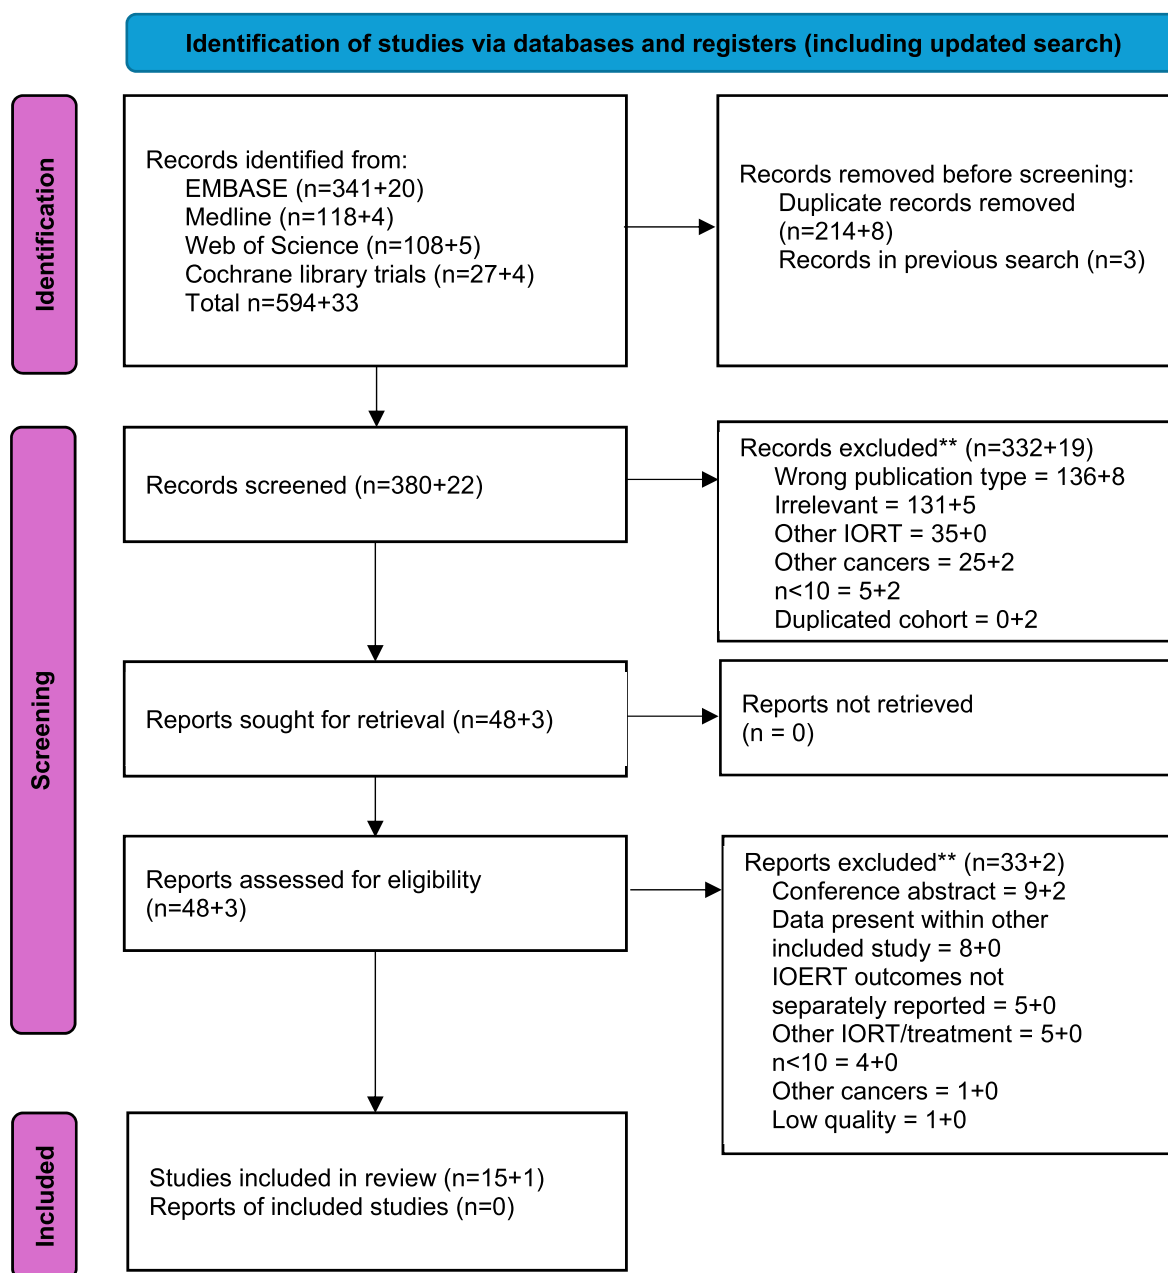 Identification of studies via databases and registers (including updated search)
Identification
Records identified from:
EMBASE (n=341+20)
Medline (n=118+4)
Web of Science (n=108+5)
Cochrane library trials (n=27+4)
Total n=594+33
Records removed before screening:
Duplicate records removed
(n=214+8)
Records in previous search (n=3)
Screening
Records screened (n=380+22)
Records excluded** (n=332+19)
Wrong publication type = 136+8
Irrelevant = 131+5
Other IORT = 35+0
Other cancers = 25+2
n<10 = 5+2
Duplicated cohort = 0+2
Reports sought for retrieval (n=48+3)
Reports not retrieved
(n = 0)
Reports assessed for eligibility
(n=48+3)
Reports excluded** (n=33+2)
Conference abstract = 9+2
Data present within other
included study = 8+0
IOERT outcomes not
separately reported = 5+0
Other IORT/treatment = 5+0
n<10 = 4+0
Other cancers = 1+0
Low quality = 1+0
Included
Studies included in review (n=15+1)
Reports of included studies (n=0)